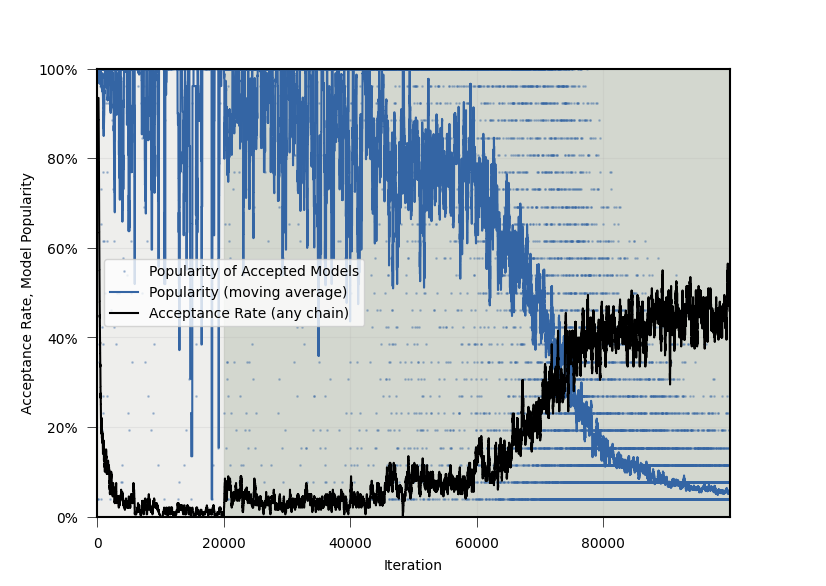 100%
80%
60%
40%
20%
0%
Acceptance Rate, Model Popularity
Popularity of Accepted Models
Popularity (moving average)
Acceptance Rate (any chain)
0
20000
40000
60000
80000
Iteration